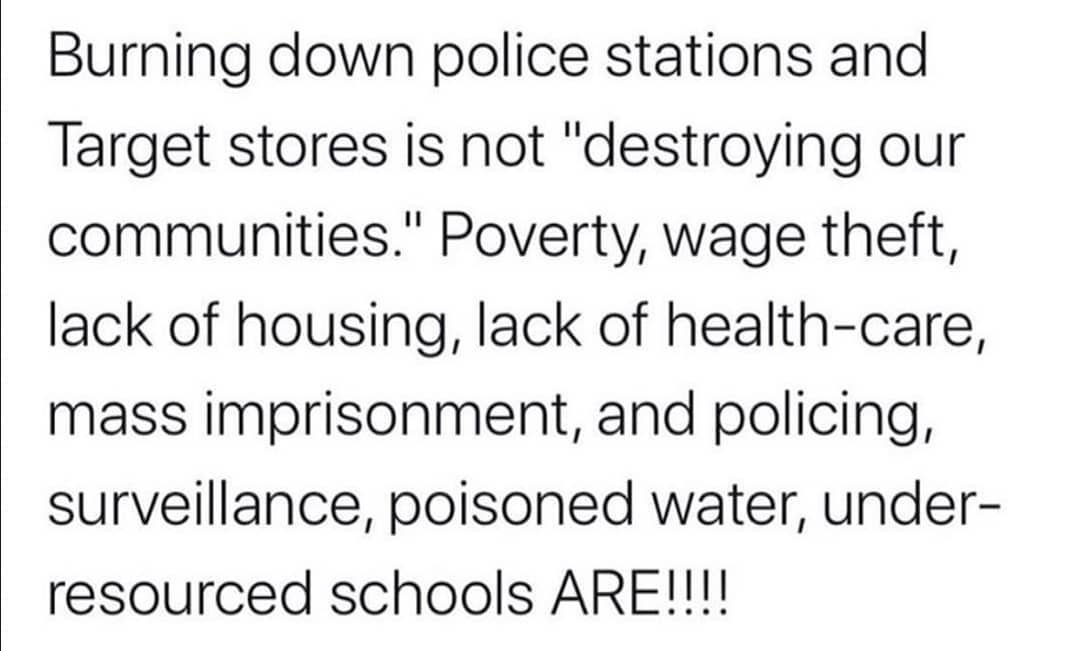 Burning down police stations and
Target stores is not "destroying our
communities." Poverty, wage theft,
lack of housing, lack of health-care,
mass imprisonment, and policing,
surveillance, poisoned water, under-
resourced schools ARE!!!!